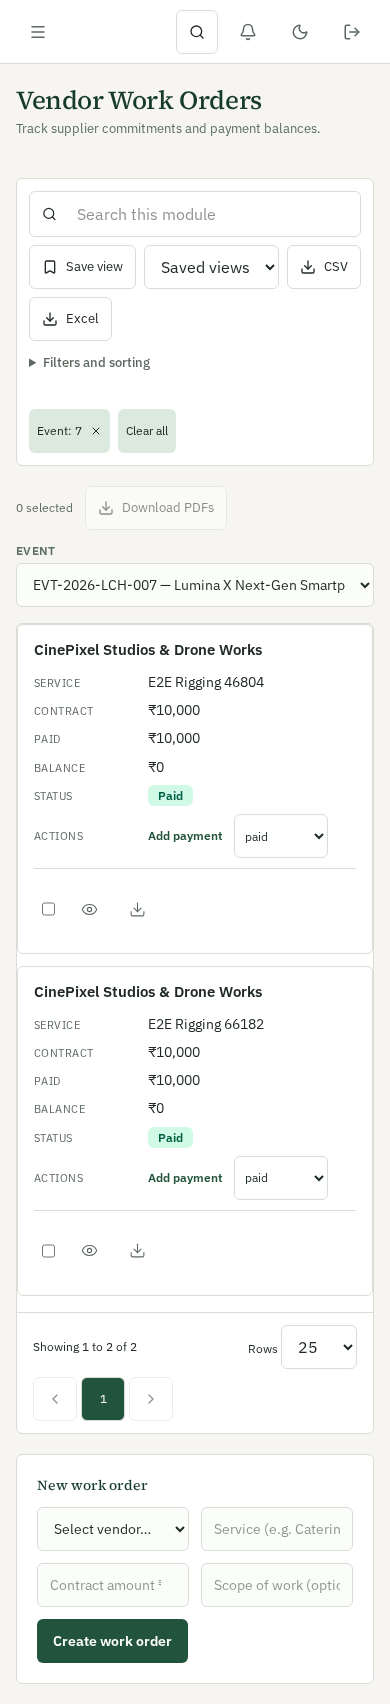 Vendor Work Orders
Track supplier commitments and payment balances.
Search this module
Save view
Saved views
CSV
Excel
Filters and sorting
Event: 7
Clear all
0 selected
Download PDFs
EVENT
EVT-2026-LCH-007 — Lumina X Next-Gen Smartp
CinePixel Studios & Drone Works
SERVICE E2E Rigging 46804
CONTRACT ₹10,000
PAID ₹10,000
BALANCE ₹0
STATUS Paid
ACTIONS Add payment paid
CinePixel Studios & Drone Works
SERVICE E2E Rigging 66182
CONTRACT ₹10,000
PAID ₹10,000
BALANCE ₹0
STATUS Paid
ACTIONS Add payment paid
Showing 1 to 2 of 2
Rows 25
1
New work order
Select vendor...
Service (e.g. Caterin
Contract amount
Scope of work (optic
Create work order